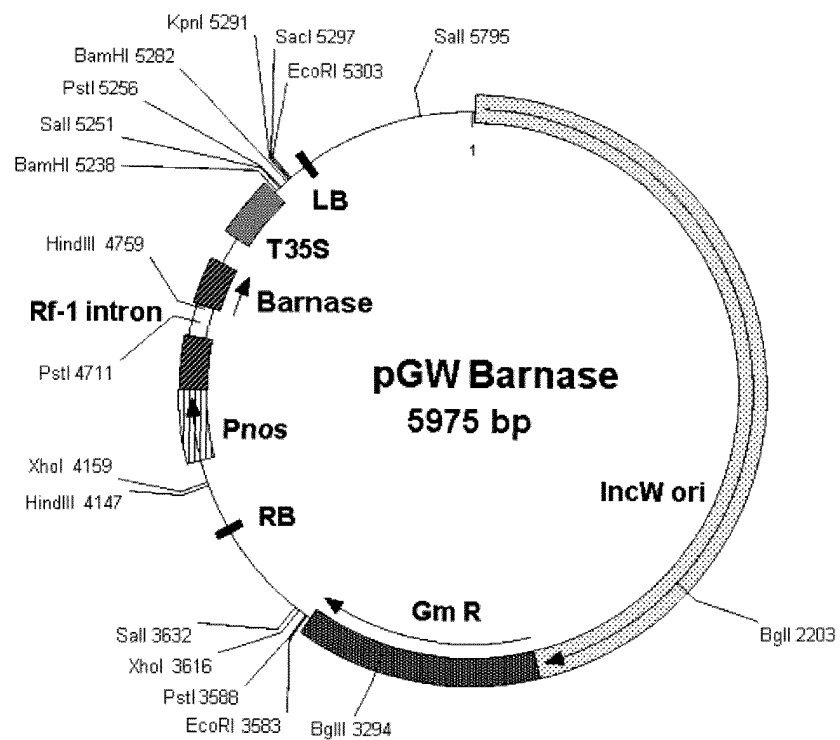 KpnI 5291
SacI 5297
SalI 5795
BamHI 5282
EcoRI 5303
PstI 5256
SalI 5251
BamHI 5238
1
LB
T35S
HindIII 4759
Barnase
Rf-1 intron
PstI 4711
pGW Barnase
5975 bp
Pnos
XhoI 4159
HindIII 4147
IncW ori
RB
Gm R
SalI 3632
BglI 2203
XhoI 3616
PstI 3588
EcoRI 3583
BglII 3294